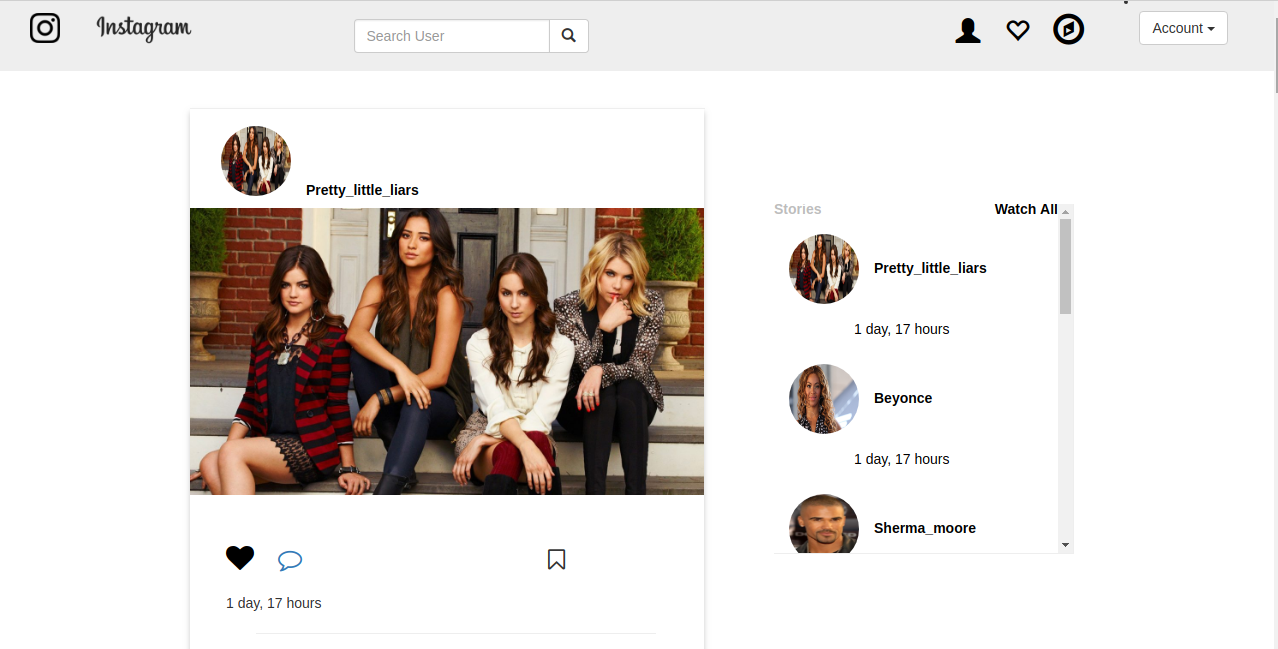 Instagram
Search User
Account
Pretty_little_liars
1 day, 17 hours
Stories
Watch All
Pretty_little_liars
1 day, 17 hours
Beyonce
1 day, 17 hours
Sherma_moore